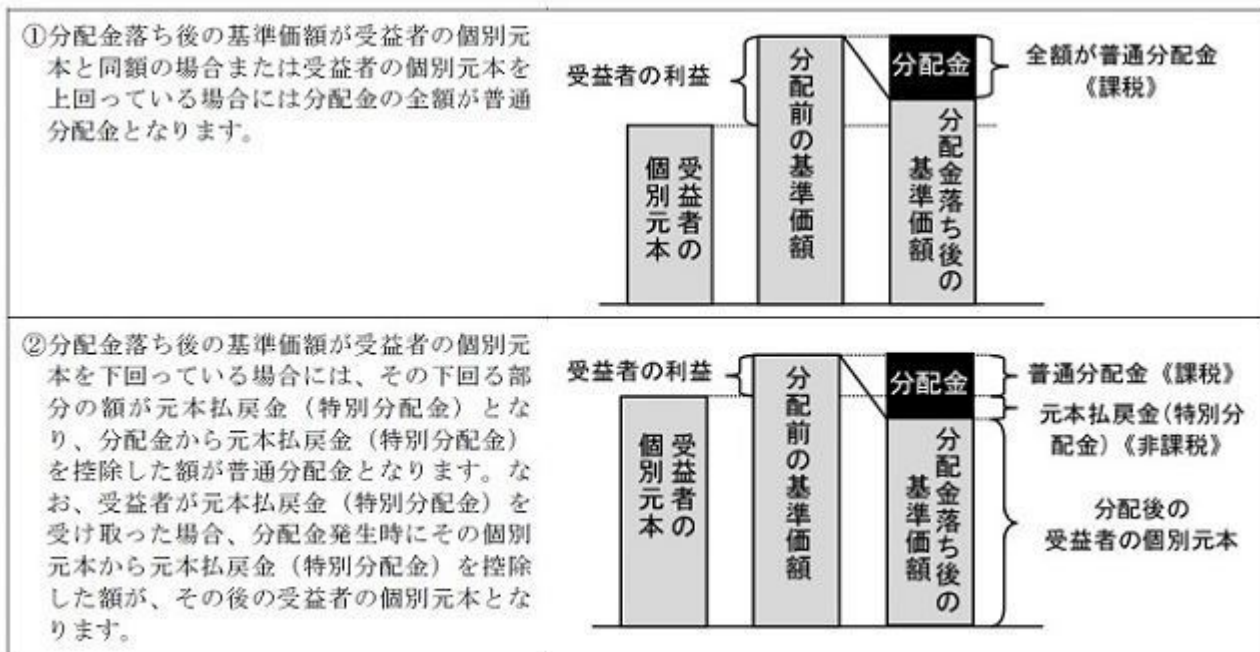 ①分配金落ち後の基準価額が受益者の個別元
本と同額の場合または受益者の個別元本を
上回っている場合には分配金の全額が普通
分配金となります。
受益者の利益
受益者の
個別元本
分配前の基準価額
分配金
分配金落ち後の
基準価額
全額が普通分配金
《課税》
②分配金落ち後の基準価額が受益者の個別元
本を下回っている場合には、その下回る部
分の額が元本払戻金（特別分配金）とな
り、分配金から元本払戻金（特別分配金）
を控除した額が普通分配金となります。な
お、受益者が元本払戻金（特別分配金）を
受け取った場合、分配金発生時にその個別
元本から元本払戻金（特別分配金）を控除
した額が、その後の受益者の個別元本とな
ります。
受益者の利益
受益者の
個別元本
分配前の基準価額
分配金
分配金落ち後の
基準価額
普通分配金《課税》
元本払戻金(特別分
配金)《非課税》
分配後の
受益者の個別元本